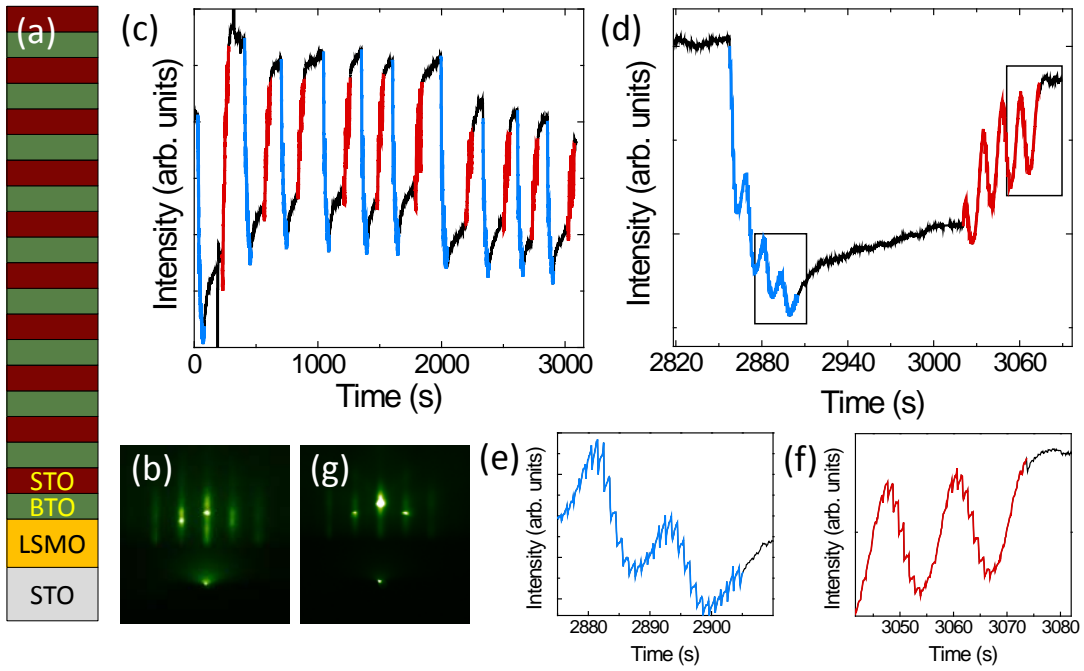 (a)
STO
BTO
LSMO
STO
(c)
Intensity (arb. units)
0 1000 2000 3000
Time (s)
(d)
Intensity (arb. units)
2820 2880 2940 3000 3060
Time (s)
(b)
(g)
(e)
Intensity (arb. units)
2880 2890 2900
Time (s)
(f)
Intensity (arb. units)
3050 3060 3070 3080
Time (s)